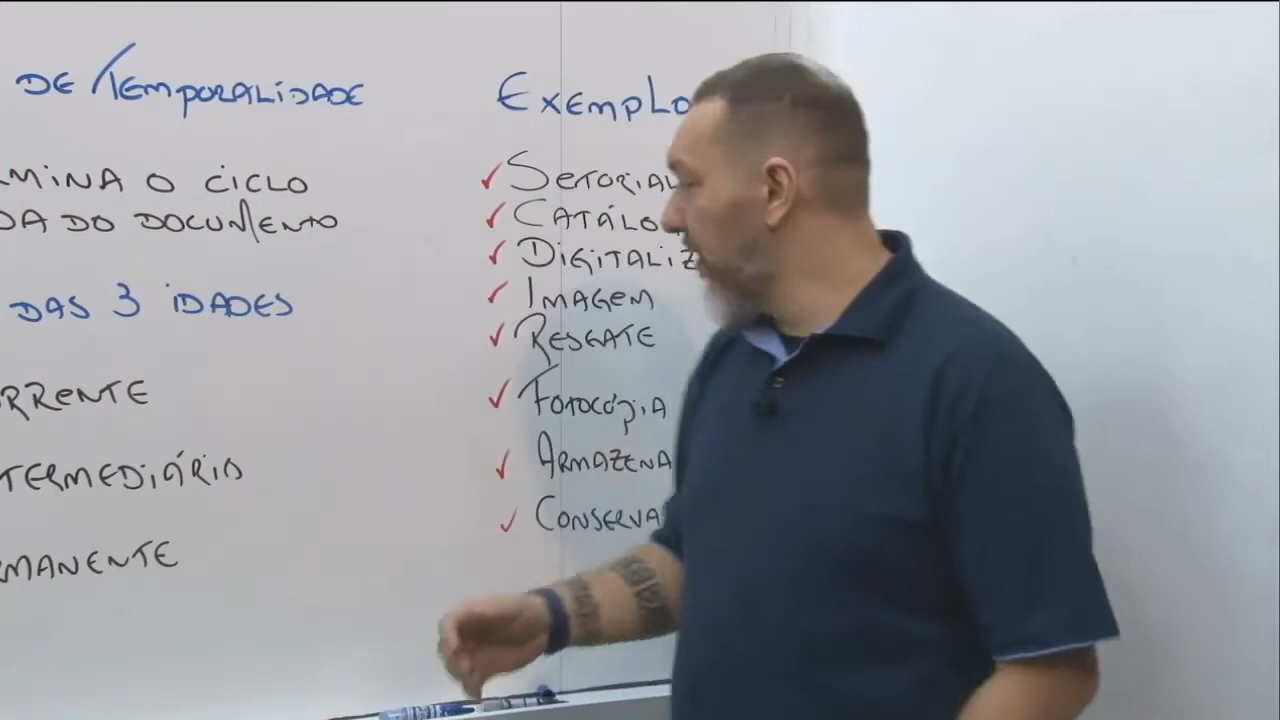 DE TEMPORALIDADE
MINA O CICLO
DA DO DOCUMENTO
DAS 3 IDADES
RRENTE
TERMEDIÁRIO
MANENTE
EXEMPLO
SETORIAL
CATÁLO
DIGITALIZ
IMAGEM
RESGATE
FOTOCÓPIA
ARMAZENA
CONSERVA